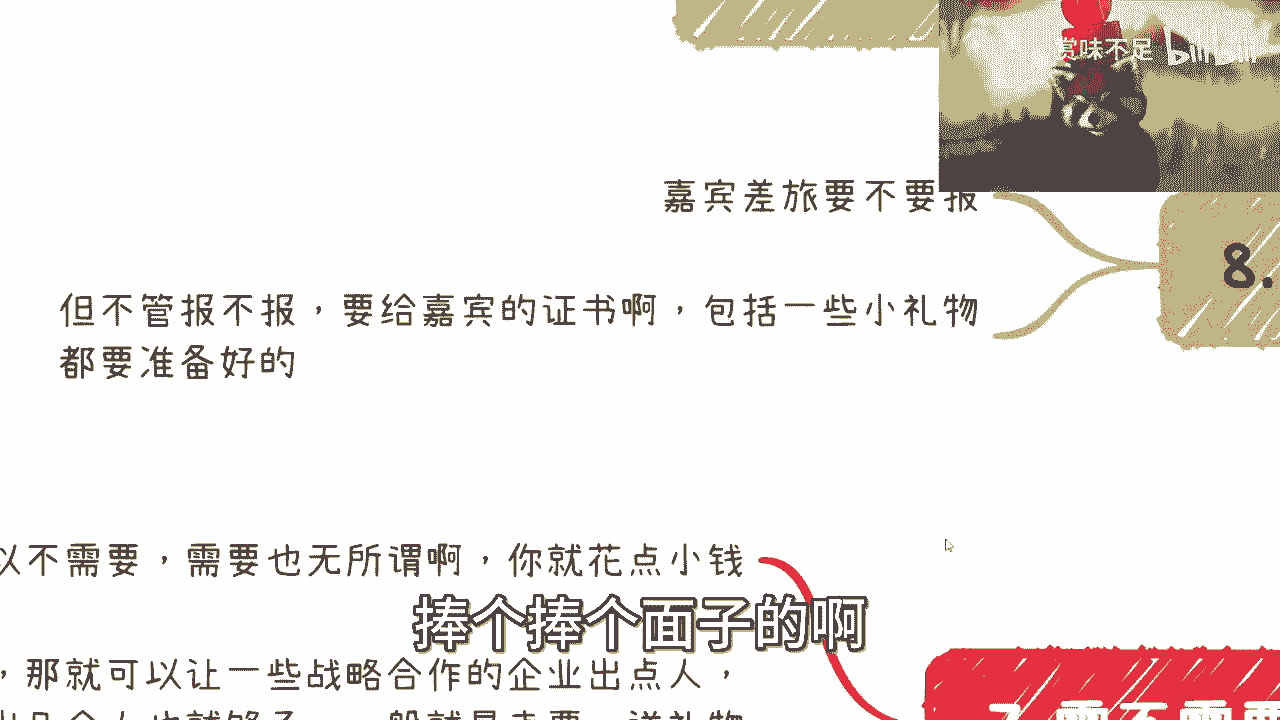 赏味不足 bilibili
嘉宾差旅要不要报
8.
但不管报不报，要给嘉宾的证书啊，包括一些小礼物
都要准备好的
以不需要，需要也无所谓啊，你就花点小钱
捧个捧个面子的啊
，那就可以让一些战略合作的企业出点人，